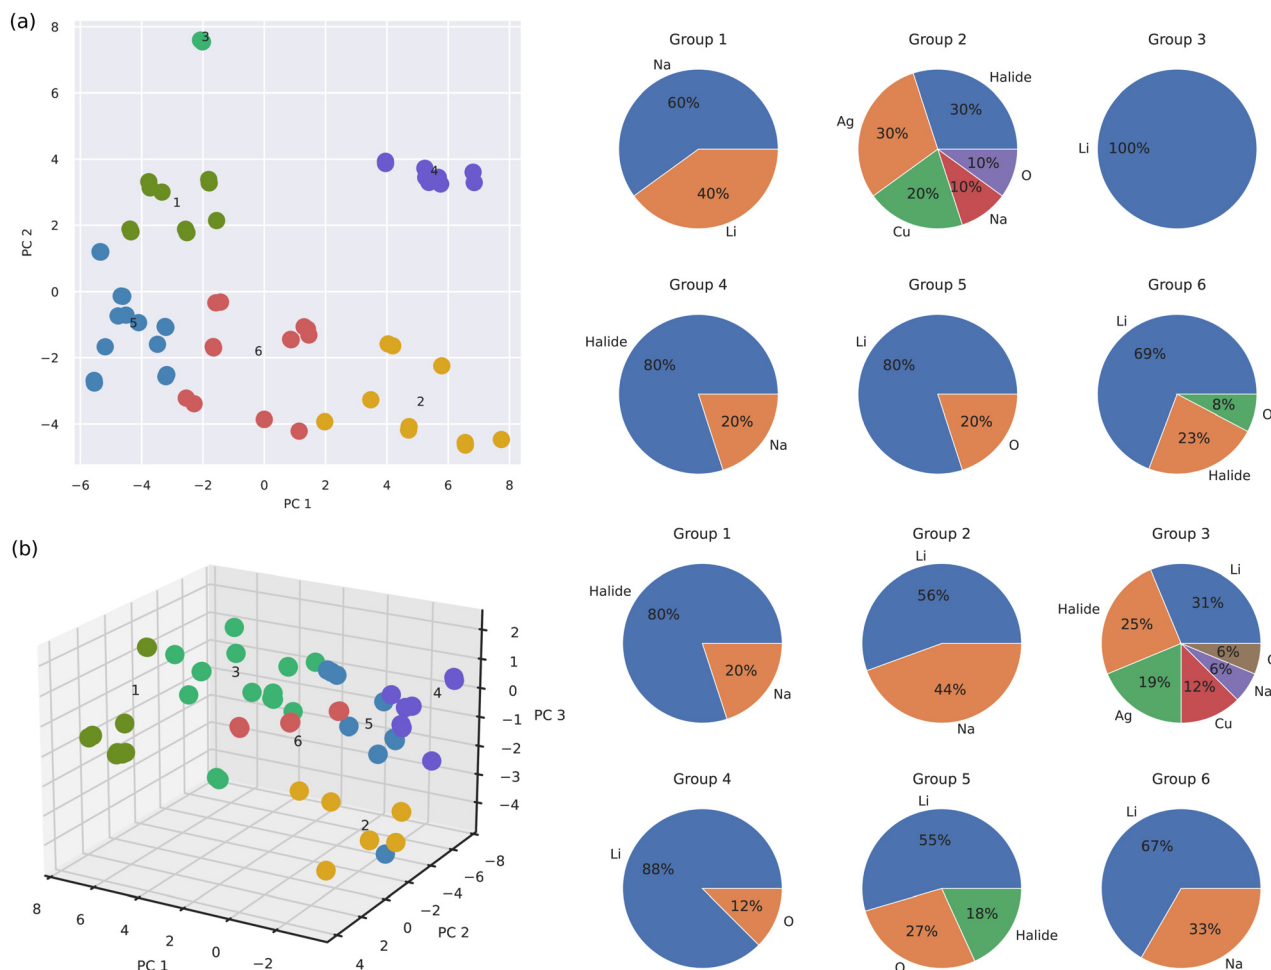 (a)
8
6
4
2
0
−2
−4
PC 2
−6
−4
−2
0
2
4
6
8
PC 1
3
4
1
5
6
2
Group 1
Na
60%
40%
Li
Group 2
Halide
30%
Ag
30%
20%
Cu
10%
Na
10%
O
Group 3
Li
100%
Group 4
Halide
80%
20%
Na
Group 5
Li
80%
20%
O
Group 6
Li
69%
8%
O
23%
Halide
(b)
2
1
0
−1
−2
−3
−4
PC 3
−8
−6
−4
−2
0
2
4
PC 2
8
6
4
2
0
−2
PC 1
1
3
4
5
6
2
Group 1
Halide
80%
20%
Na
Group 2
Li
56%
44%
Na
Group 3
Li
31%
Halide
25%
19%
Ag
12%
Cu
6%
Na
6%
Group 4
Li
88%
12%
O
Group 5
Li
55%
27%
O
18%
Halide
Group 6
Li
67%
33%
Na